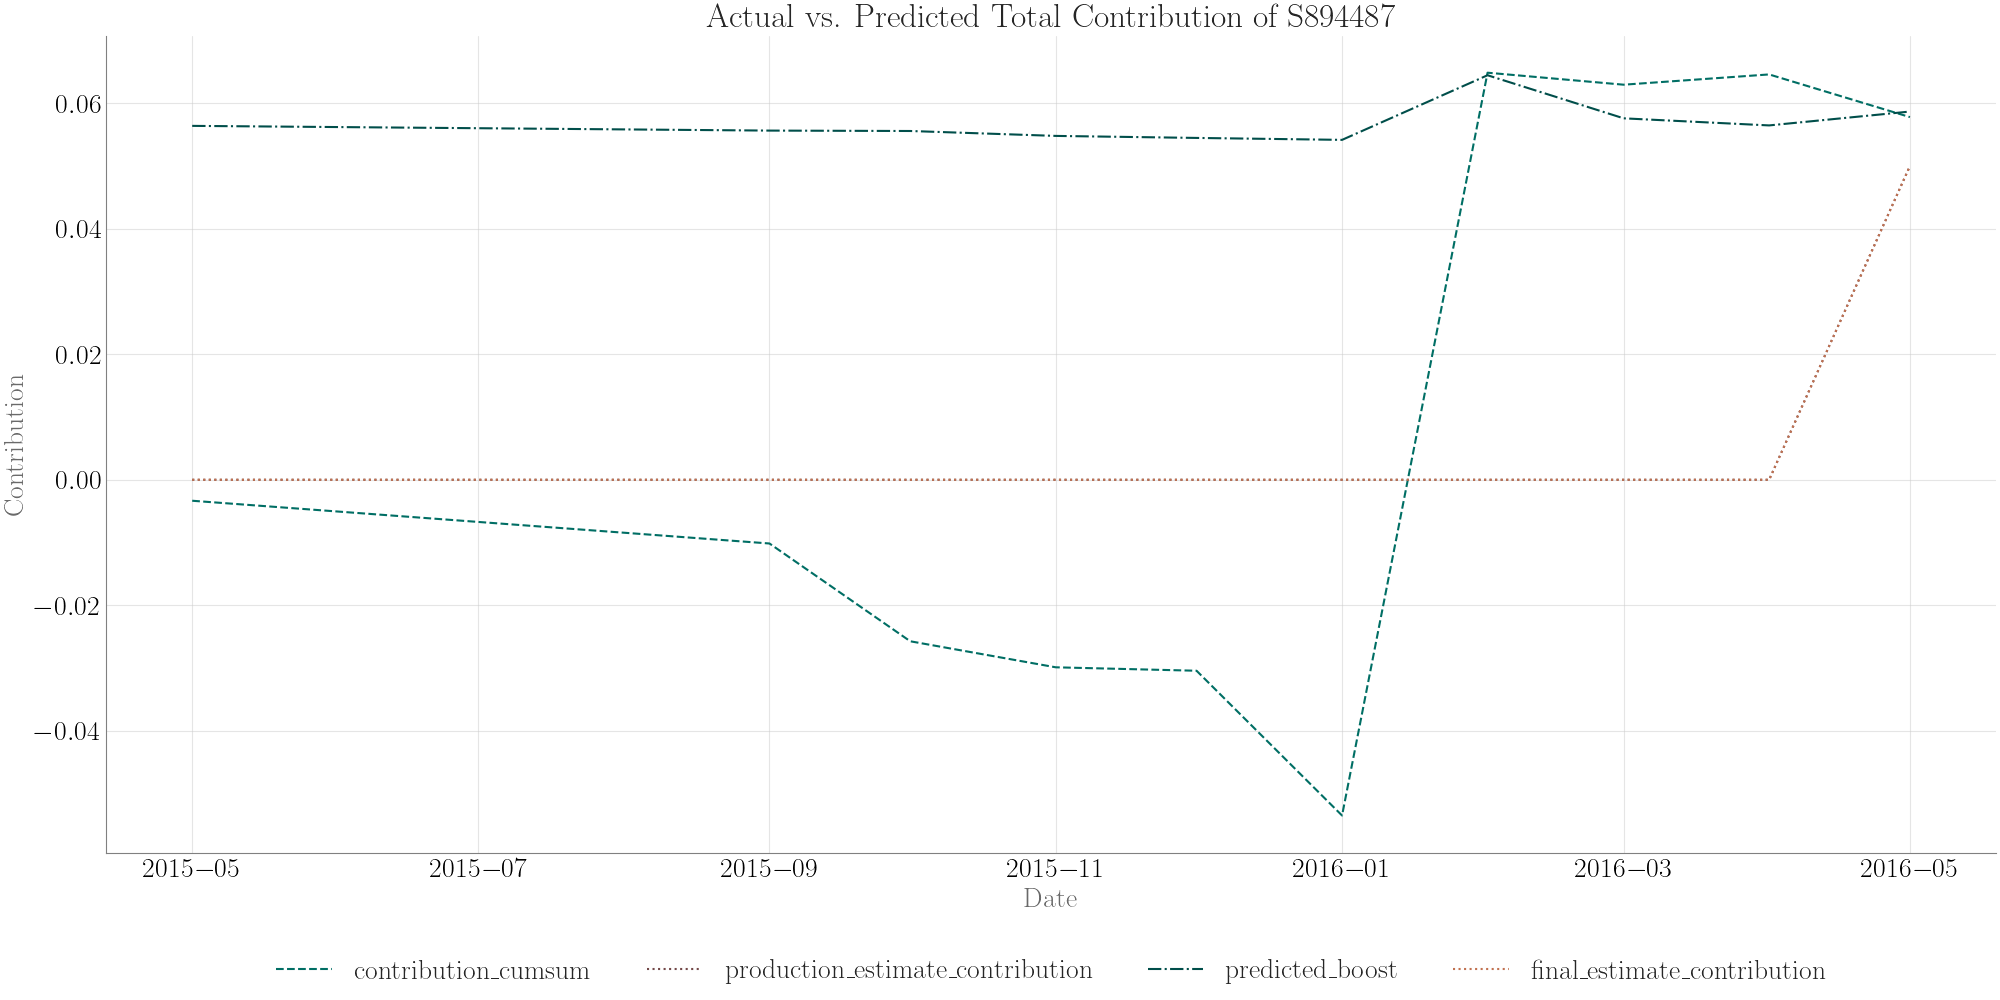 Actual vs. Predicted Total Contribution of S894487
Contribution
0.06
0.04
0.02
0.00
−0.02
−0.04
2015−05 2015−07 2015−09 2015−11 2016−01 2016−03 2016−05
Date
contribution_cumsum production_estimate_contribution predicted_boost final_estimate_contribution